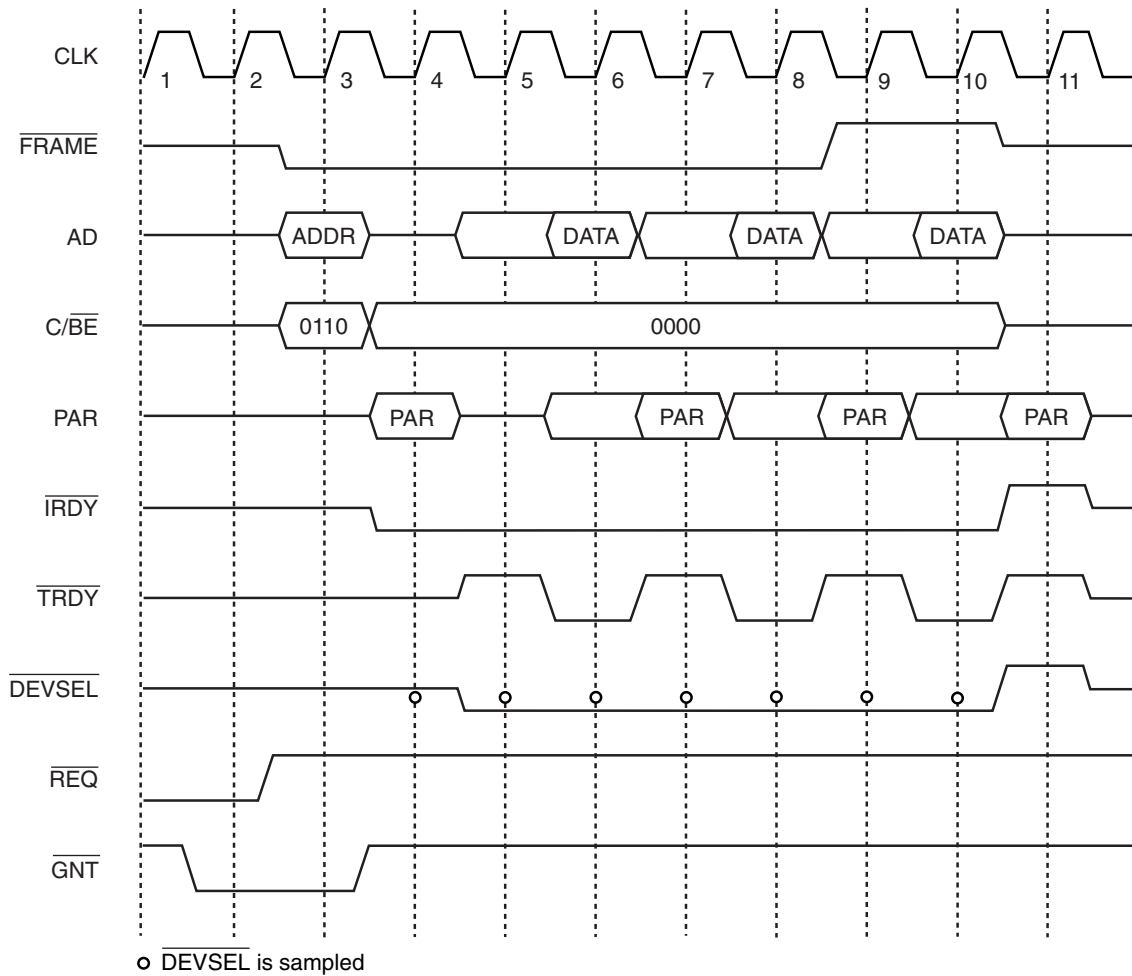 CLK
1 2 3 4 5 6 7 8 9 10 11
FRAME
AD
ADDR DATA DATA DATA
C/BE
0110 0000
PAR
PAR PAR PAR PAR
IRDY
TRDY
DEVSEL
REQ
GNT
DEVSEL is sampled